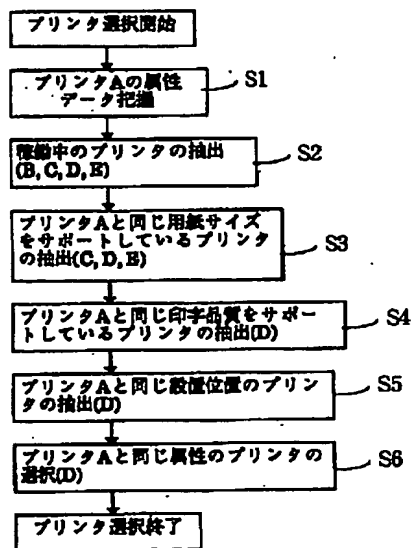 プリンタ選択開始
プリンタAの属性
データ把握
S1
稼働中のプリンタの抽出
(B, C, D, E)
S2
プリンタAと同じ用紙サイズ
をサポートしているプリンタ
の抽出(C, D, E)
S3
プリンタAと同じ印字品質をサポー
トしているプリンタの抽出(D)
S4
プリンタAと同じ設置位置のプリン
タの抽出(D)
S5
プリンタAと同じ属性のプリンタの
選択(D)
S6
プリンタ選択終了